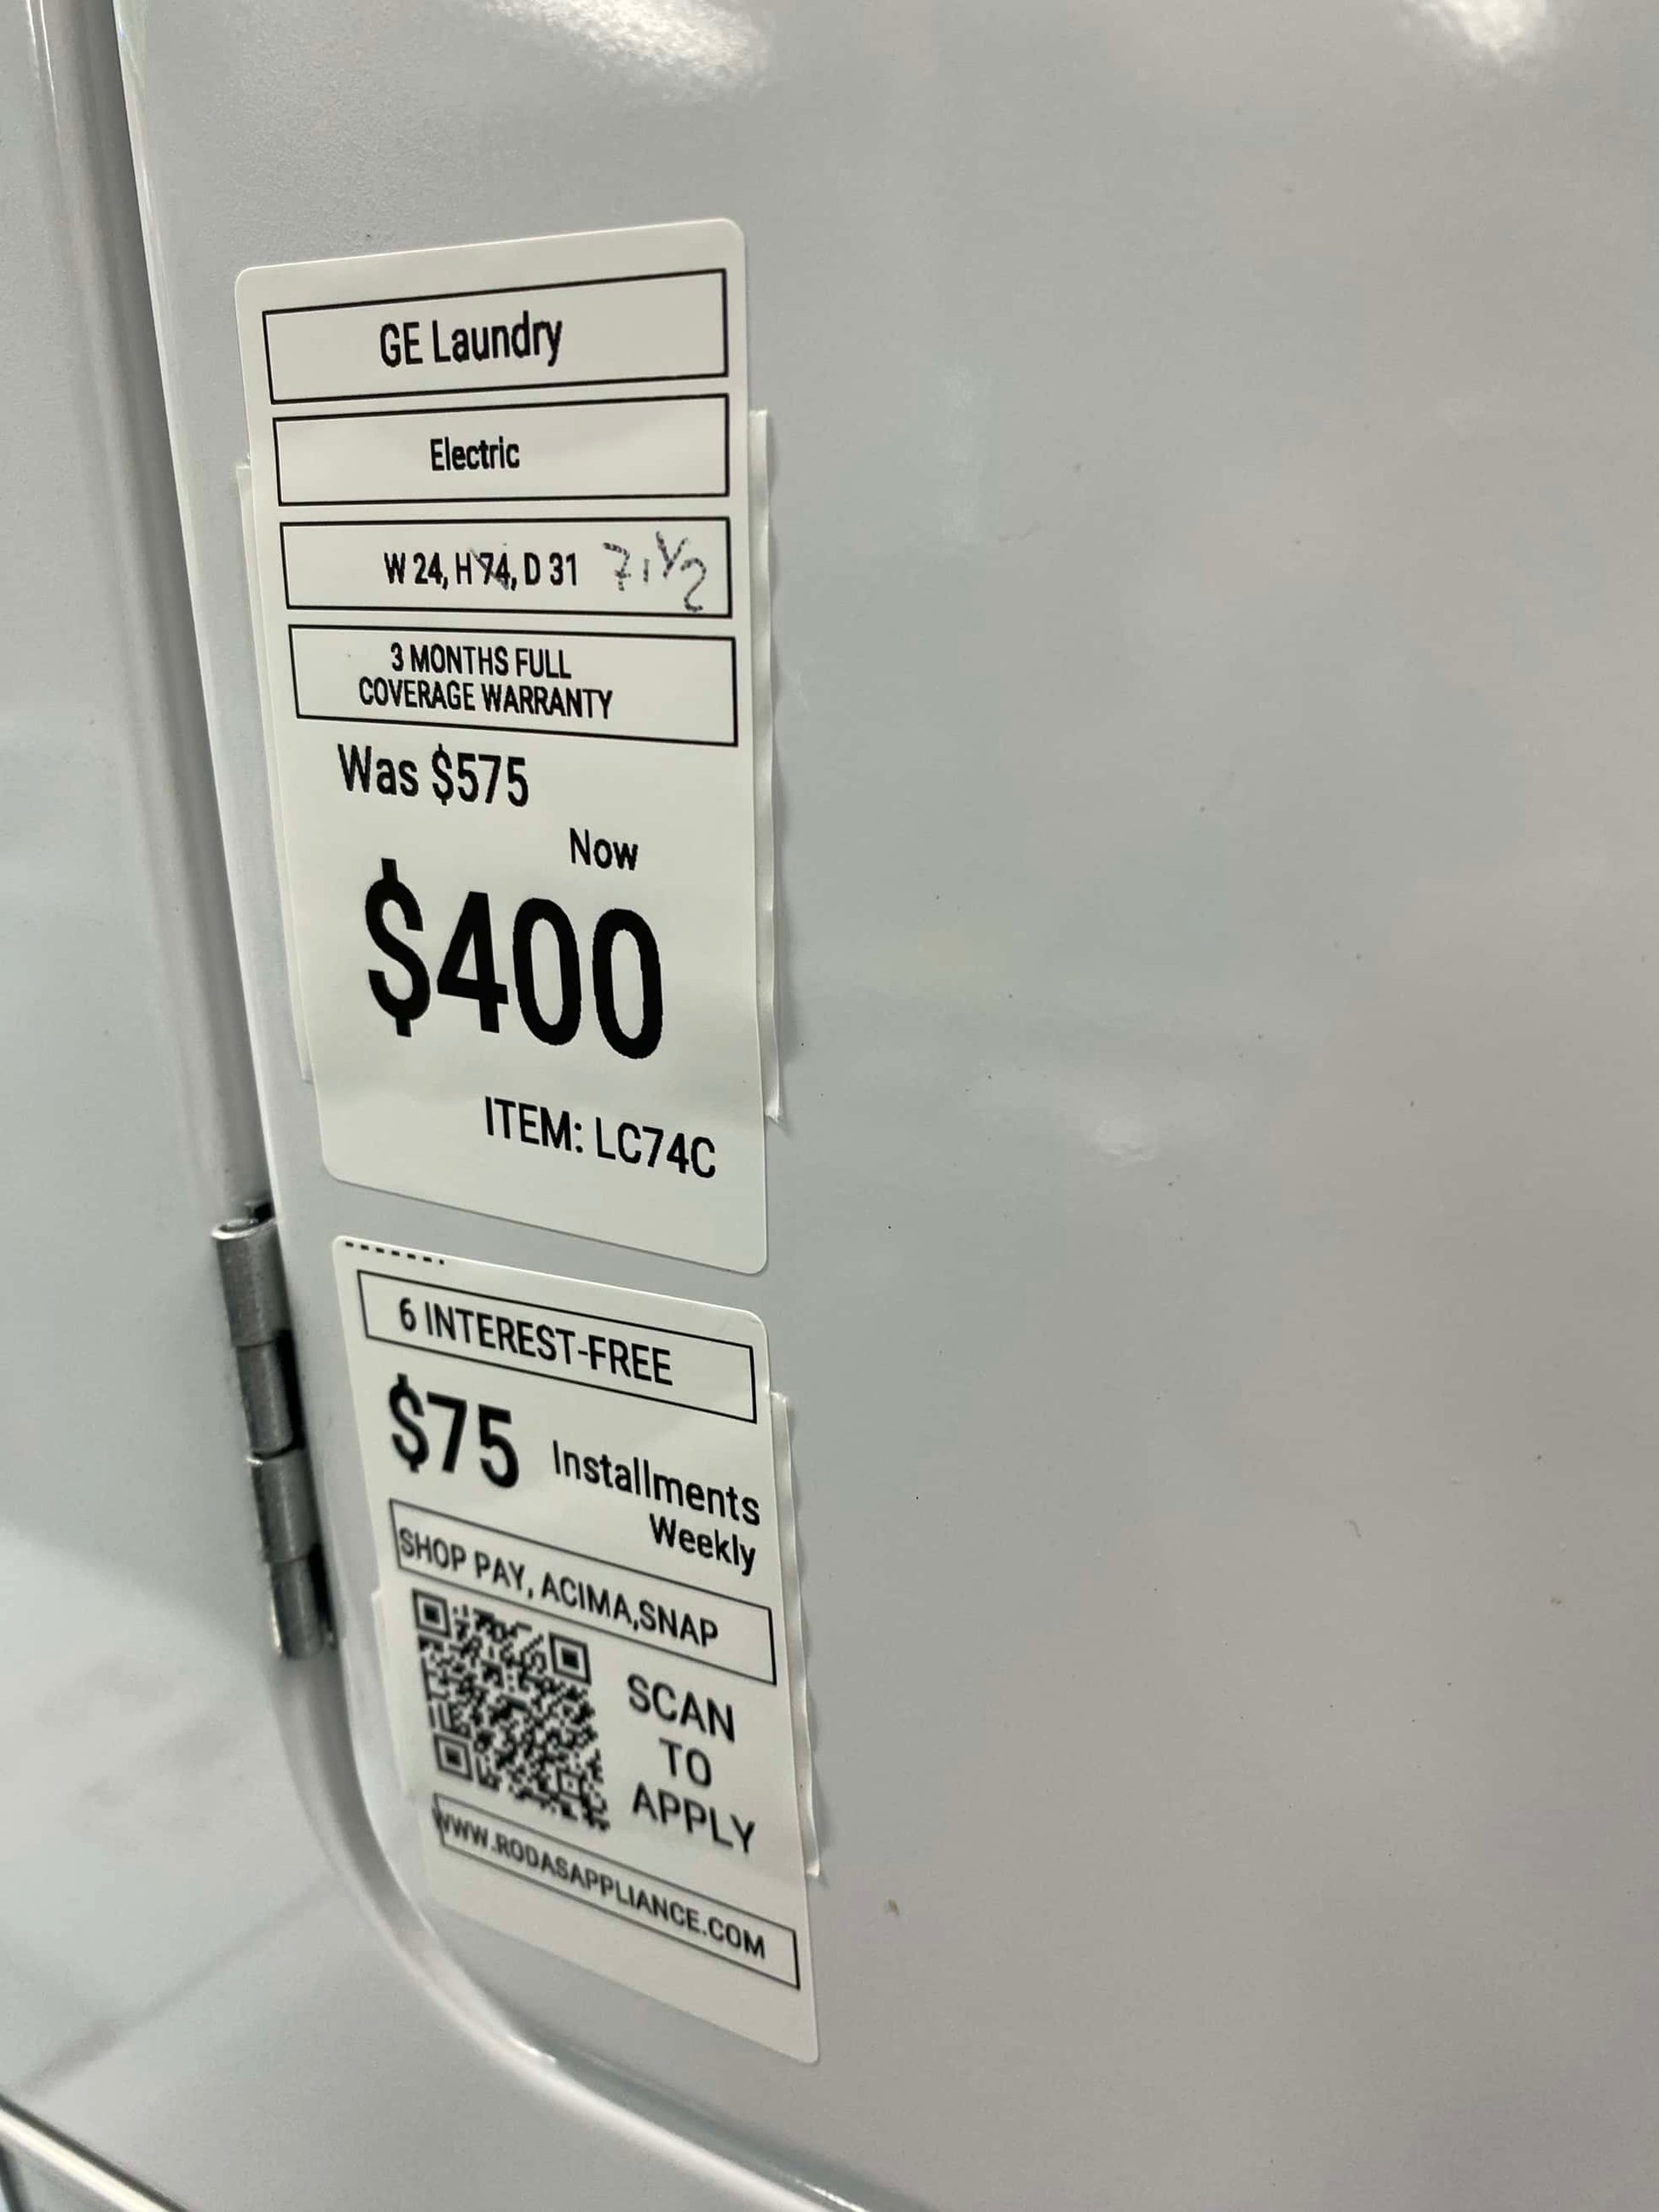 GE Laundry
Electric
W 24, H 74, D 31 71 1/2
3 MONTHS FULL
COVERAGE WARRANTY
Was $575
Now
$400
ITEM: LC74C
6 INTEREST-FREE
$75 Installments
Weekly
SHOP PAY, ACIMA,SNAP
SCAN
TO
APPLY
WWW.RODASAPPLIANCE.COM